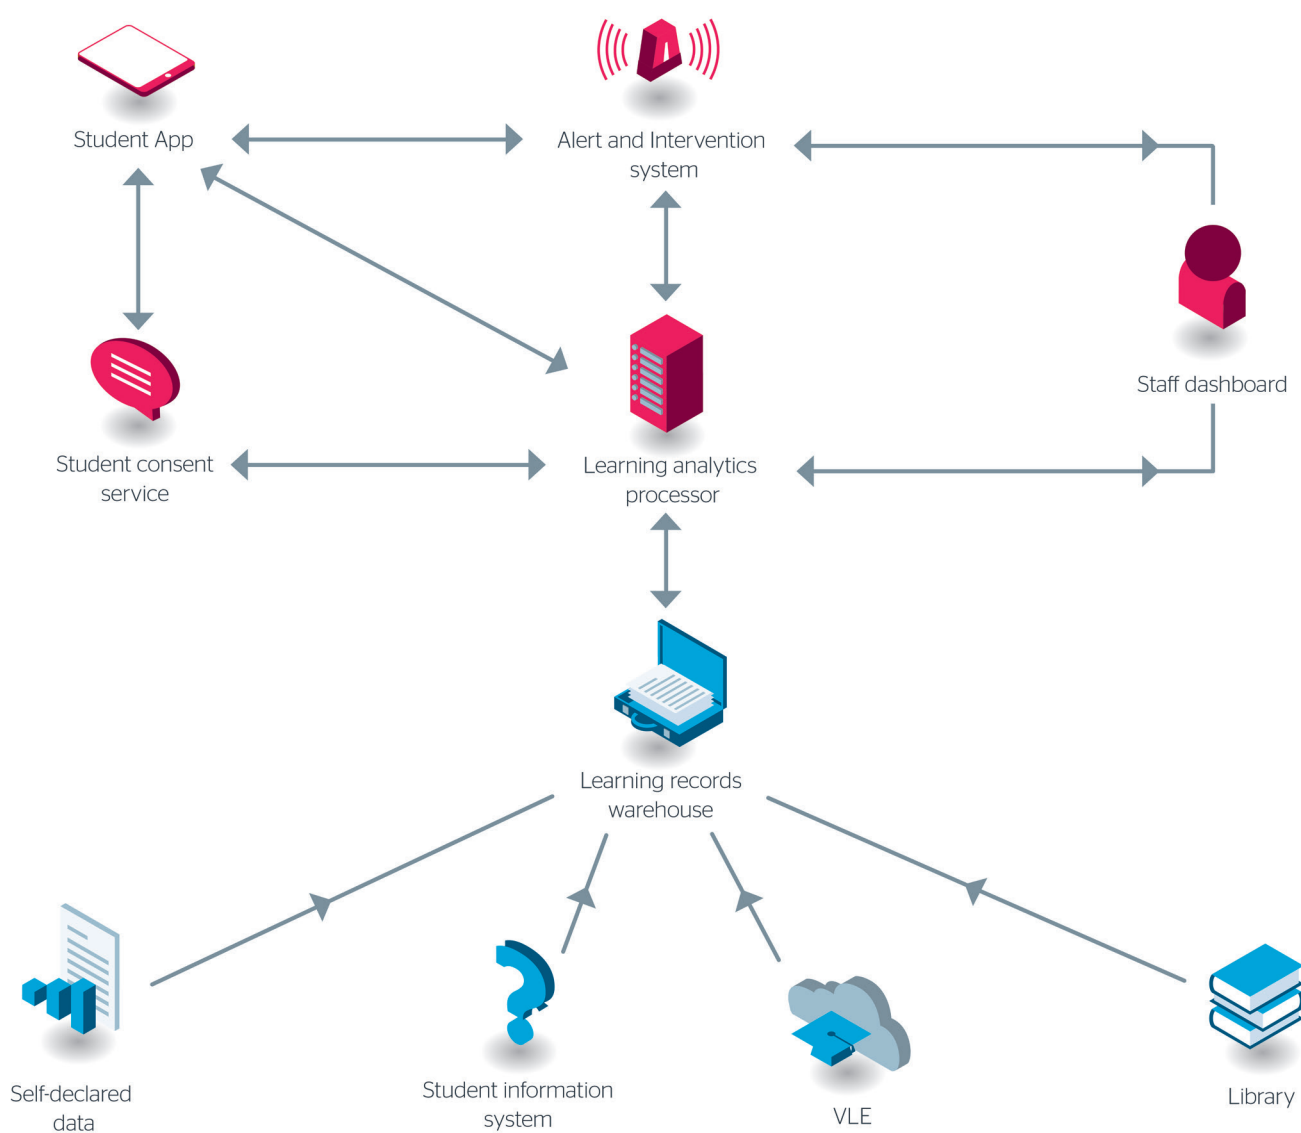 Student App
Alert and Intervention
system
Staff dashboard
Student consent
service
Learning analytics
processor
Learning records
warehouse
Self-declared
data
Student information
system
VLE
Library